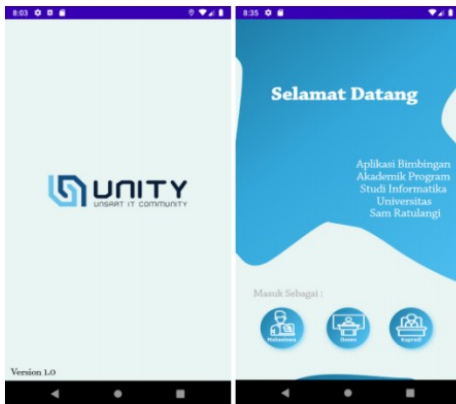 8:03
UNITY
UNSRAT IT COMMUNITY
Version 1.0
8:35
Selamat Datang
Aplikasi Bimbingan
Akademik Program
Studi Informatika
Universitas
Sam Ratulangi
Masuk Sebagai :
Mahasiswa
Dosen
Kaprodi